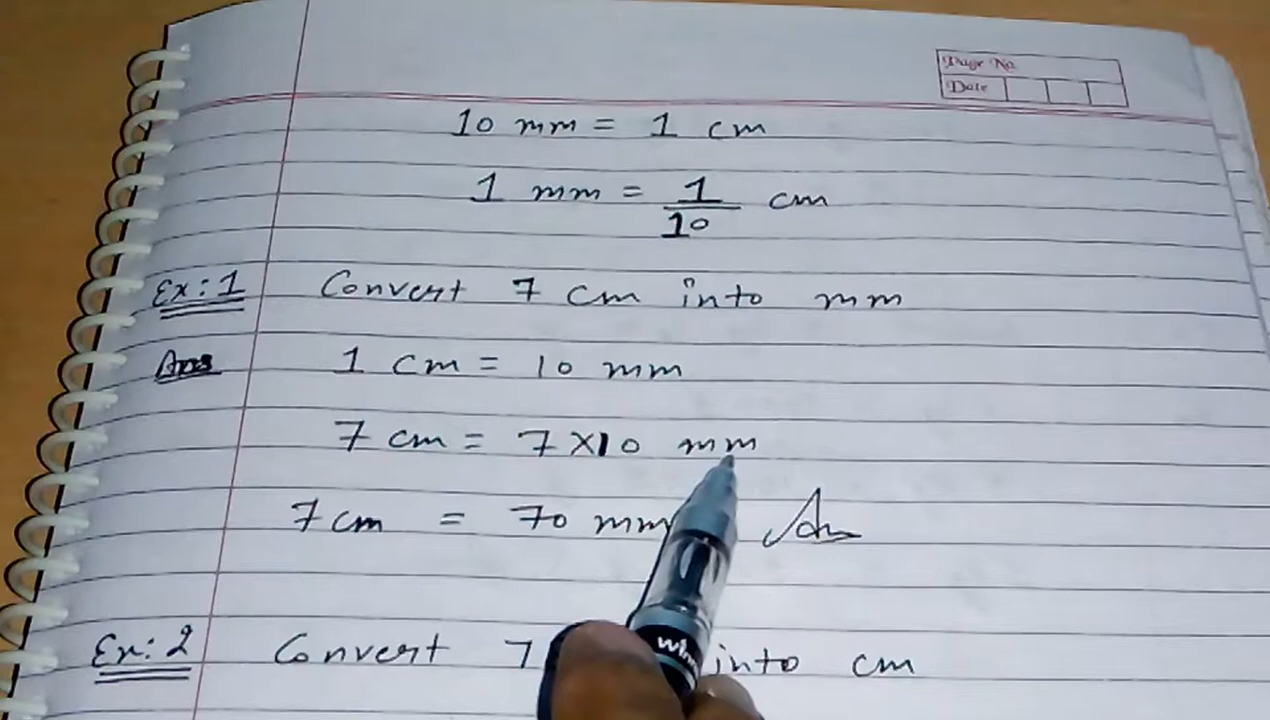 Page No.
Date
10 mm = 1 cm
1 mm = 1/10 cm
Ex:1 Convert 7 cm into mm
Ans 1 cm = 10 mm
7 cm = 7×10 mm
7 cm = 70 mm Ans
Ex:2 Convert 7 into cm
win